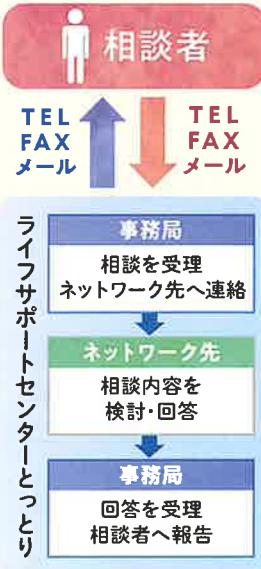 相談者
TEL
FAX
メール
TEL
FAX
メール
ライフサポートセンターとっとり
事務局
相談を受理
ネットワーク先へ連絡
ネットワーク先
相談内容を
検討・回答
事務局
回答を受理
相談者へ報告